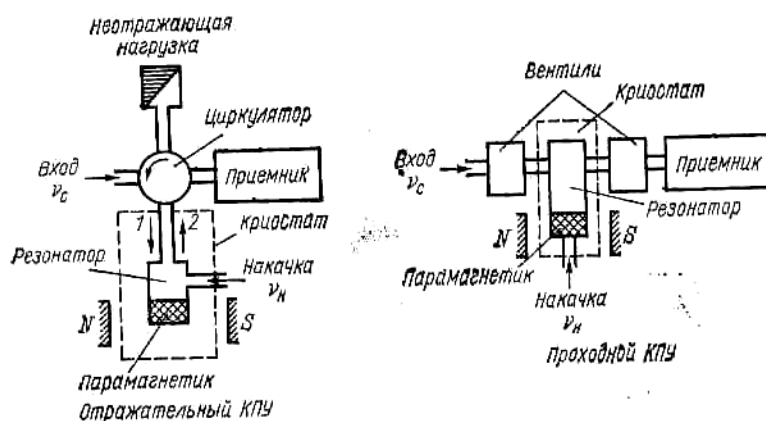 Неотражающая
нагрузка
Циркулятор
Вход
νс
Приемник
1
2
Криостат
Резонатор
Накачка
νн
N
S
Парамагнетик
Отражательный КПУ
Вентили
Криостат
Вход
νс
Приемник
Резонатор
N
S
Парамагнетик
Накачка
νн
Проходной КПУ